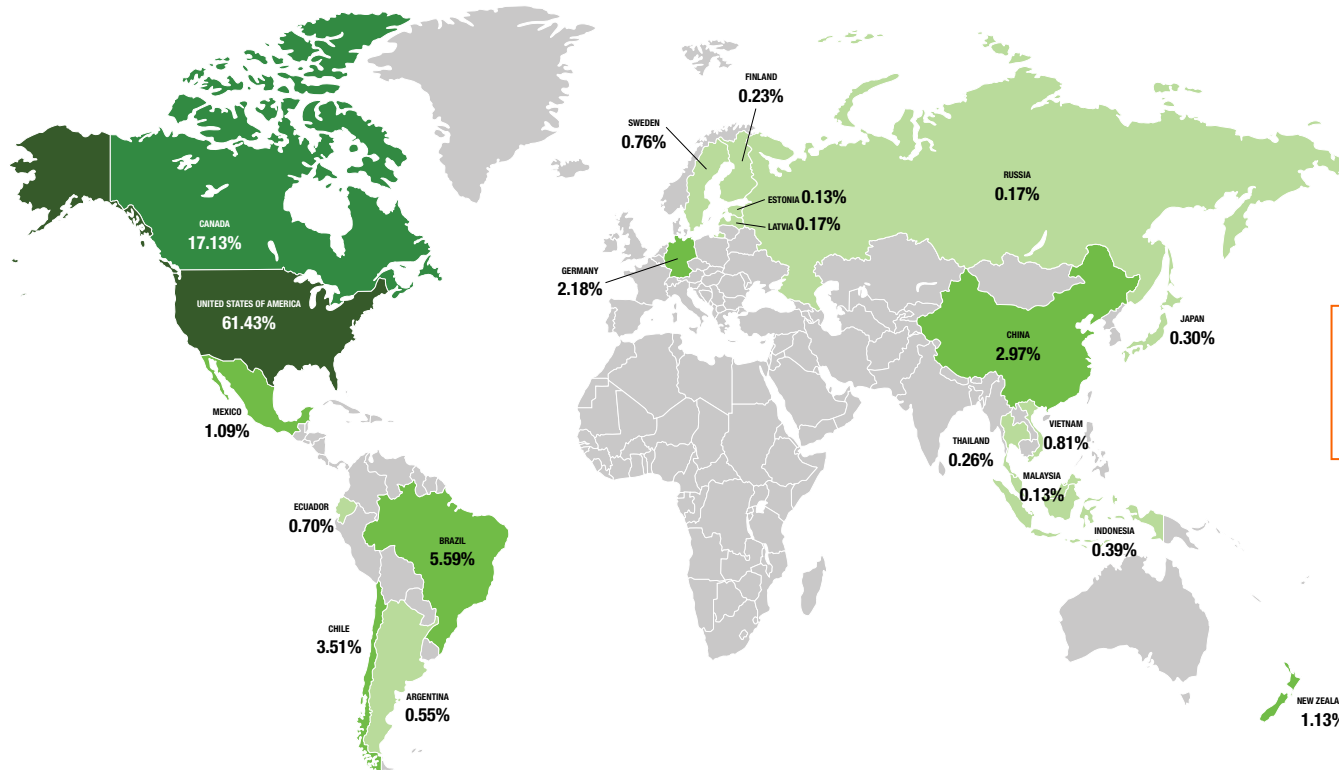 FINLAND
0.23%
SWEDEN
0.76%
RUSSIA
0.17%
ESTONIA 0.13%
LATVIA 0.17%
CANADA
17.13%
GERMANY
2.18%
UNITED STATES OF AMERICA
61.43%
JAPAN
0.30%
CHINA
2.97%
MEXICO
1.09%
VIETNAM
0.81%
THAILAND
0.26%
MALAYSIA
0.13%
ECUADOR
0.70%
INDONESIA
0.39%
BRAZIL
5.59%
CHILE
3.51%
ARGENTINA
0.55%
NEW ZEALA
1.13%